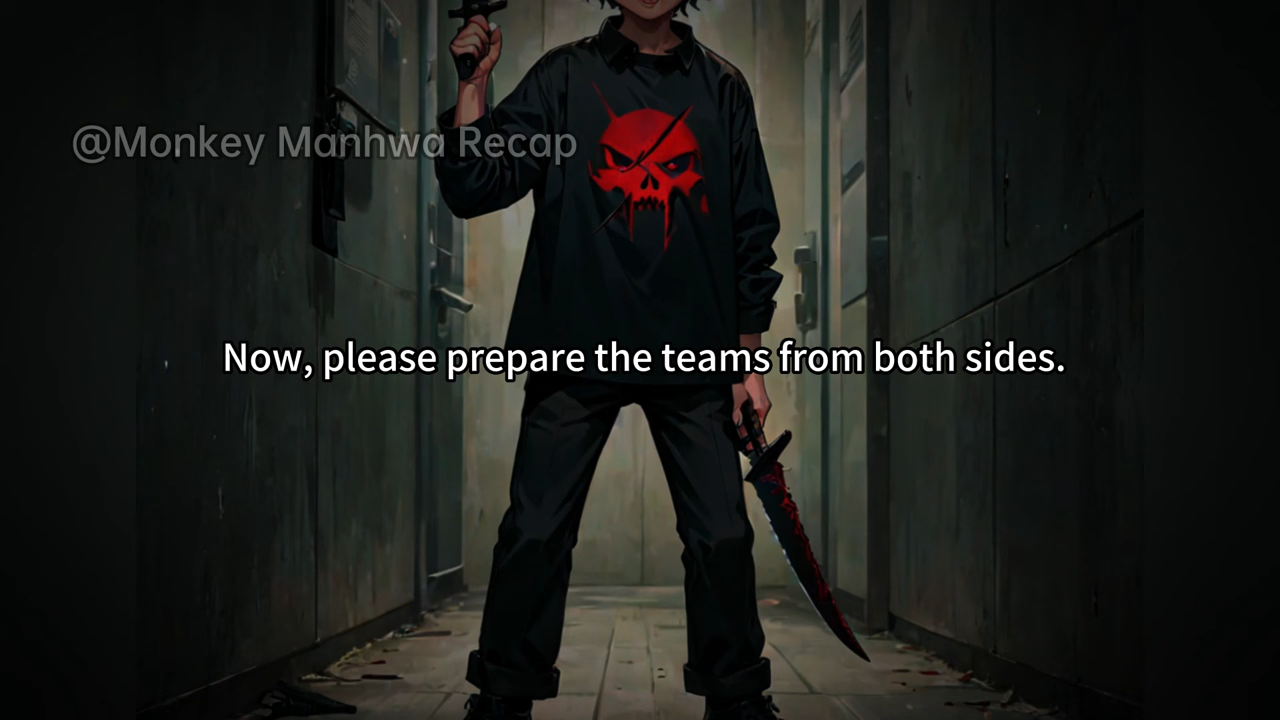 @Monkey Manhwa Recap
Now, please prepare the teams from both sides.